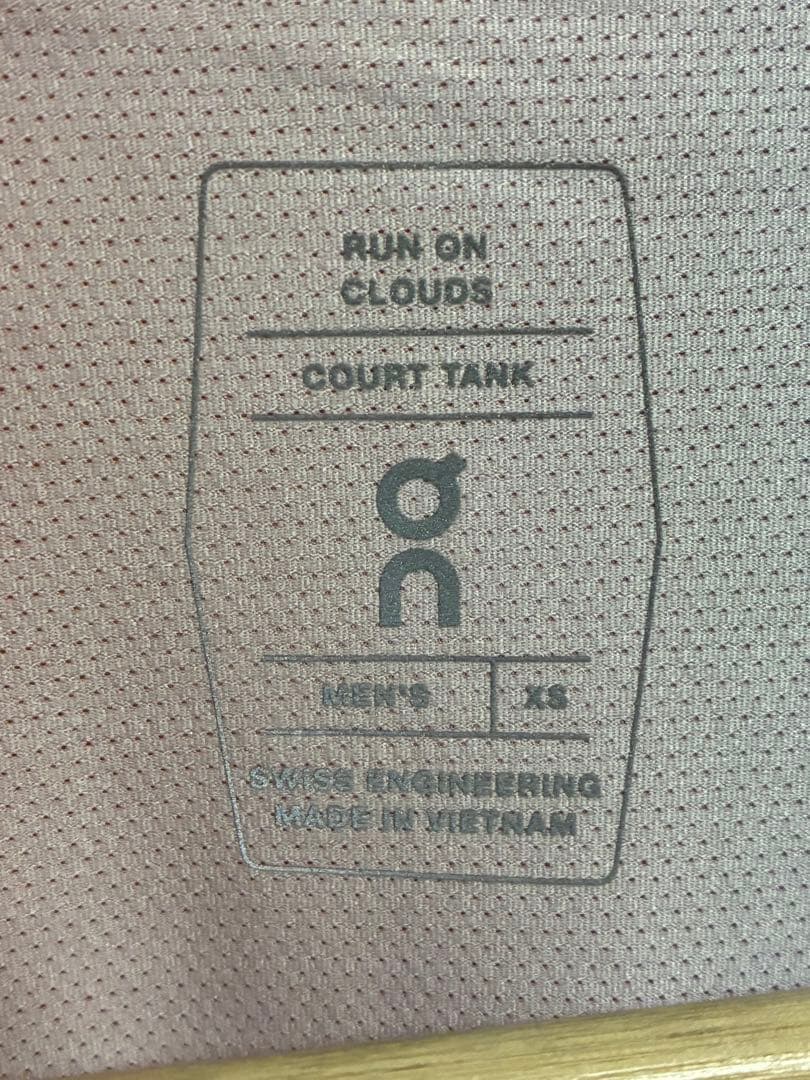 RUN ON
CLOUDS
COURT TANK
On
MEN'S XS
SWISS ENGINEERING
MADE IN VIETNAM